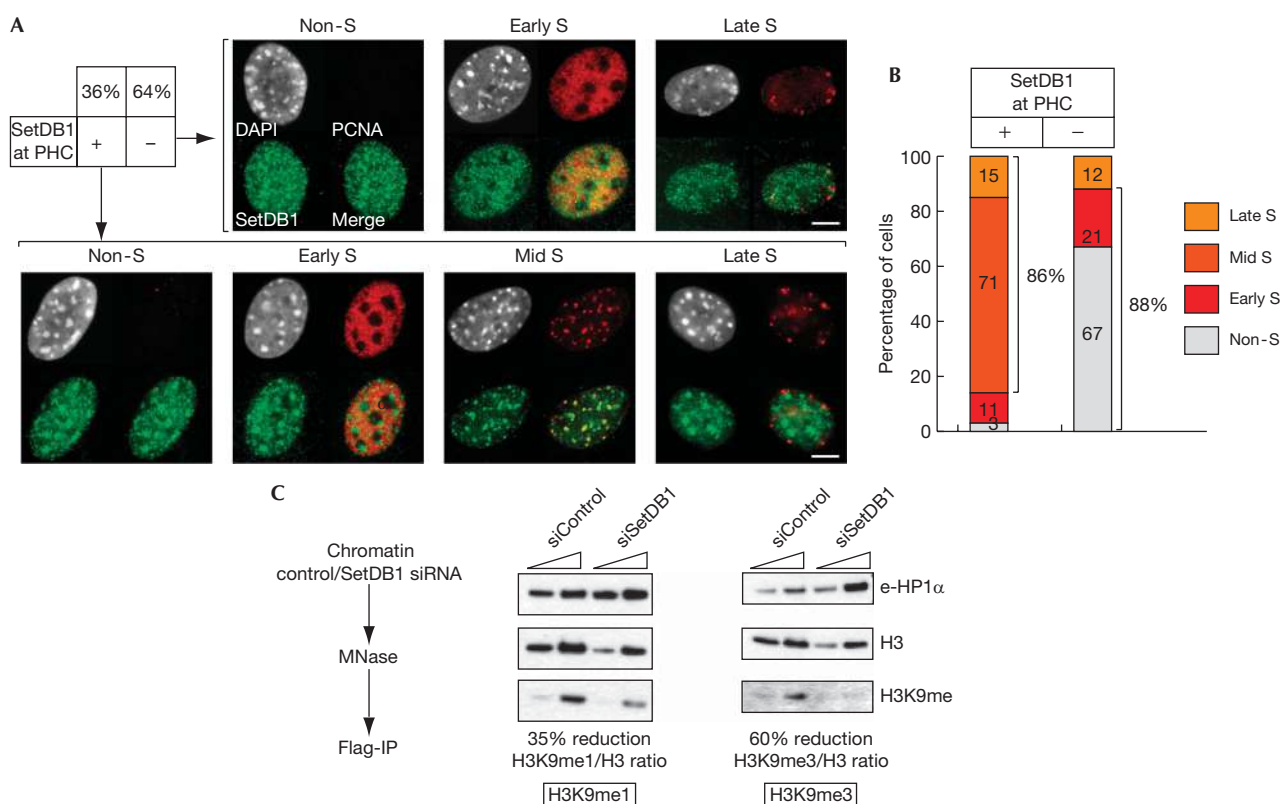 A
Non-S
Early S
Late S
36%
64%
SetDB1
at PHC
+
−
DAPI
PCNA
SetDB1
Merge
Non-S
Early S
Mid S
Late S
B
SetDB1
at PHC
+
−
Percentage of cells
100
80
60
40
20
0
15
71
11
3
86%
12
21
67
88%
Late S
Mid S
Early S
Non-S
C
Chromatin
control/SetDB1 siRNA
MNase
Flag-IP
siControl
siSetDB1
siControl
siSetDB1
e-HP1α
H3
H3K9me
35% reduction
H3K9me1/H3 ratio
H3K9me1
60% reduction
H3K9me3/H3 ratio
H3K9me3